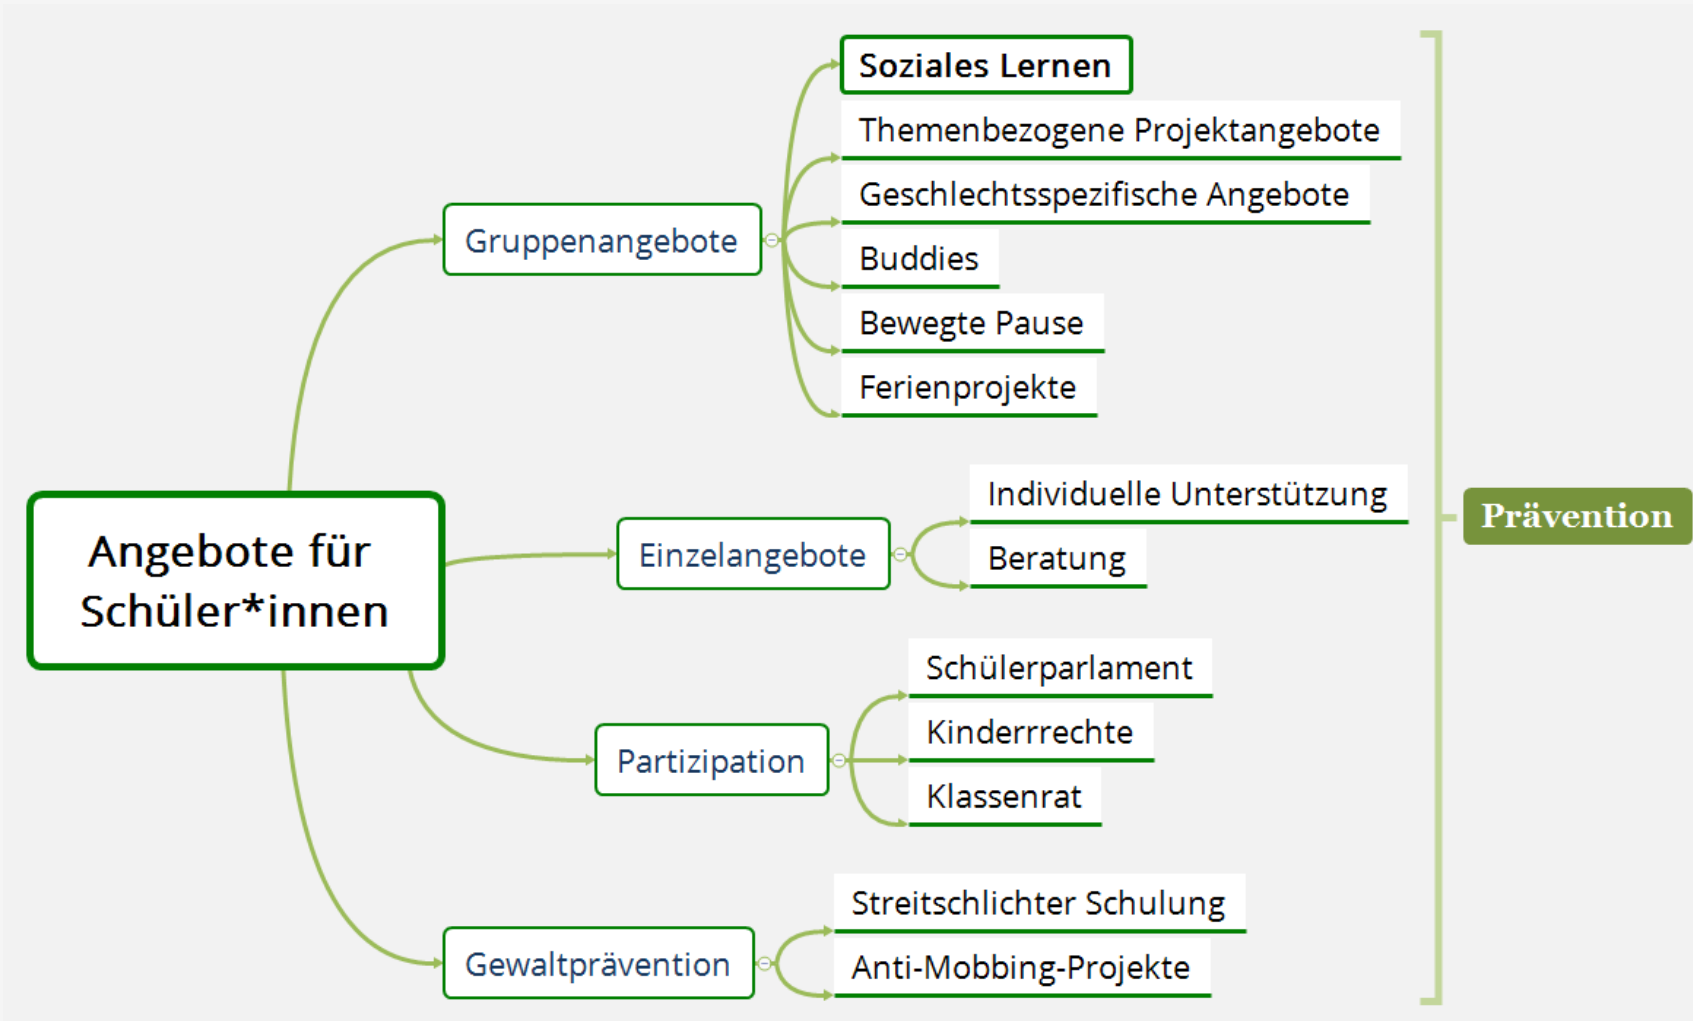 Angebote für
Schüler*innen
Gruppenangebote
Soziales Lernen
Themenbezogene Projektangebote
Geschlechtsspezifische Angebote
Buddies
Bewegte Pause
Ferienprojekte
Einzelangebote
Individuelle Unterstützung
Beratung
Partizipation
Schülerparlament
Kinderrrechte
Klassenrat
Gewaltprävention
Streitschlichter Schulung
Anti-Mobbing-Projekte
Prävention